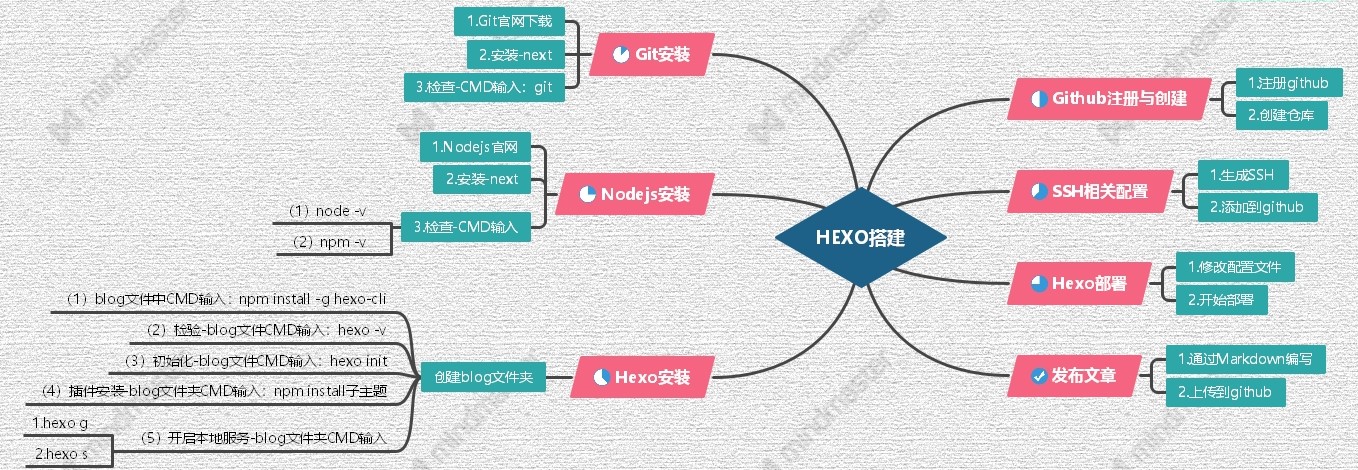 HEXO搭建
Git安装
1.Git官网下载
2.安装-next
3.检查-CMD输入：git
Nodejs安装
1.Nodejs官网
2.安装-next
3.检查-CMD输入
（1）node -v
（2）npm -v
Hexo安装
创建blog文件夹
（1）blog文件中CMD输入：npm install -g hexo-cli
（2）检验-blog文件CMD输入：hexo -v
（3）初始化-blog文件CMD输入：hexo init
（4）插件安装-blog文件夹CMD输入：npm install子主题
（5）开启本地服务-blog文件夹CMD输入
1.hexo g
2.hexo s
Github注册与创建
1.注册github
2.创建仓库
SSH相关配置
1.生成SSH
2.添加到github
Hexo部署
1.修改配置文件
2.开始部署
发布文章
1.通过Markdown编写
2.上传到github
mindmaster
mindmaster
mindmaster
mindmaster
mindmaster
mindmaster
mindmaster
mindmaster